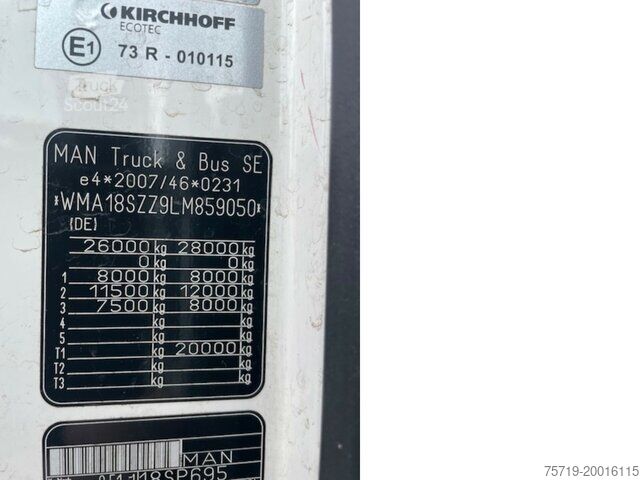 KIRCHHOFF
ECOTEC
E1 73 R - 010115
Truck
Scout24
MAN Truck & Bus SE
e4*2007/46*0231
*WMA18SZZ9LM859050*
(DE)
26000 kg 28000 kg
0 kg 0 kg
1 8000 kg 8000 kg
2 11500 kg 12000 kg
3 7500 kg 8000 kg
4 kg kg
5 kg kg
T1 kg 20000 kg
T2 kg kg
T3 kg kg
MAN
75719-20016115